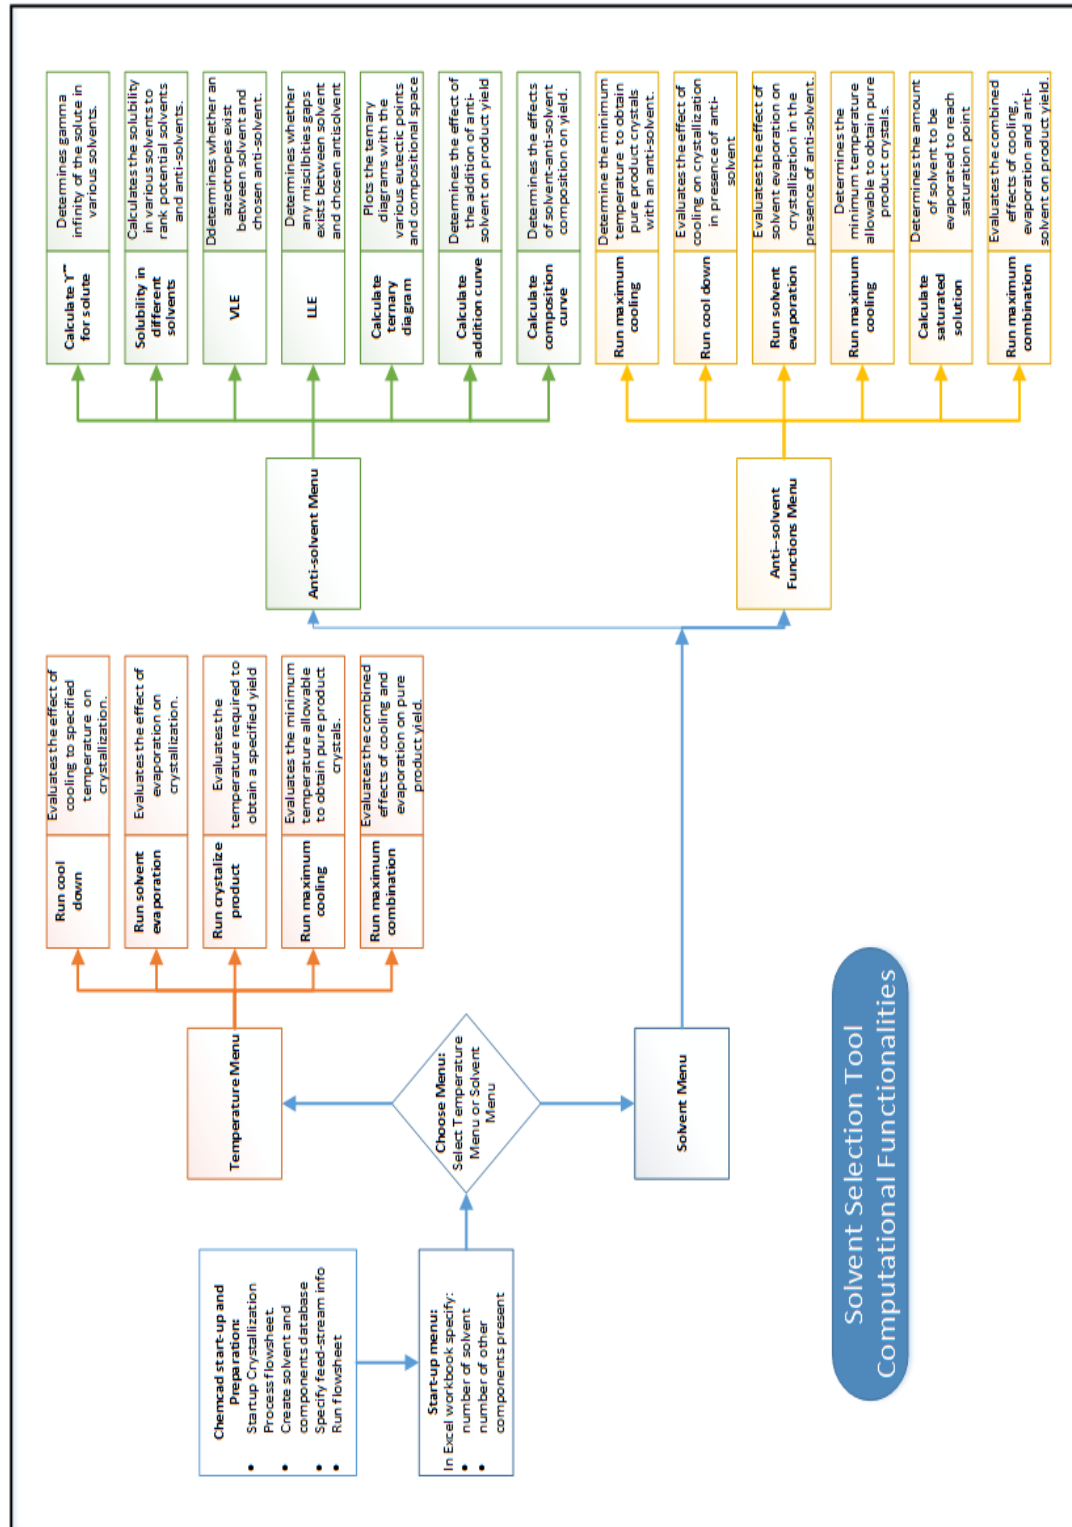 Chemcad start-up and
Preparation:
• Startup Crystallization
Process flowsheet.
• Create solvent and
components database
• Specify feed-stream info
• Run flowsheet
Start-up menu:
In Excel workbook specify:
• number of solvent
• number of other
components present
Choose Menu:
Select Temperature
Menu or Solvent
Menu
Temperature Menu
Run cool
down
Evaluates the effect of
cooling to specified
temperature on
crystallization.
Run solvent
evaporation
Evaluates the effect of
evaporation on
crystallization.
Run crystalize
product
Evaluates the
temperature required to
obtain a specified yield
Run maximum
cooling
Evaluates the minimum
temperature allowable
to obtain pure product
crystals.
Run maximum
combination
Evaluates the combined
effects of cooling and
evaporation on pure
product yield.
Solvent Menu
Anti-solvent Menu
Calculate ϒ∞
for solute
Determines gamma
infinity of the solute in
various solvents.
Solubility in
different
solvents
Calculates the solubility
in various solvents to
rank potential solvents
and anti-solvents.
VLE
Ddetermines whether an
azeotropes exist
between solvent and
chosen anti-solvent.
LLE
Determines whether
any miscilbities gaps
exists between solvent
and chosen antisolvent
Calculate
ternary
diagram
Plots the ternary
diagrams with the
various eutectic points
and compositional space
Calculate
addition curve
Determines the effect of
the addition of anti-
solvent on product yield
Calculate
composition
curve
Determines the effects
of solvent-anti-solvent
composition on yield.
Anti--solvent
Functions Menu
Run maximum
cooling
Determine the minimum
temperature to obtain
pure product crystals
with an anti-solvent.
Run cool down
Evaluates the effect of
cooling on crystallization
in presence of anti-
solvent
Run solvent
evaporation
Evaluates the effect of
solvent evaporation on
crystallization in the
presence of anti-solvent.
Run maximum
cooling
Determines the
minimum temperature
allowable to obtain pure
product crystals.
Calculate
saturated
solution
Determines the amount
of solvent to be
evaporated to reach
saturation point
Run maximum
combination
Evaluates the combined
effects of cooling,
evaporation and anti-
solvent on product yield.
Solvent Selection Tool
Computational Functionalities